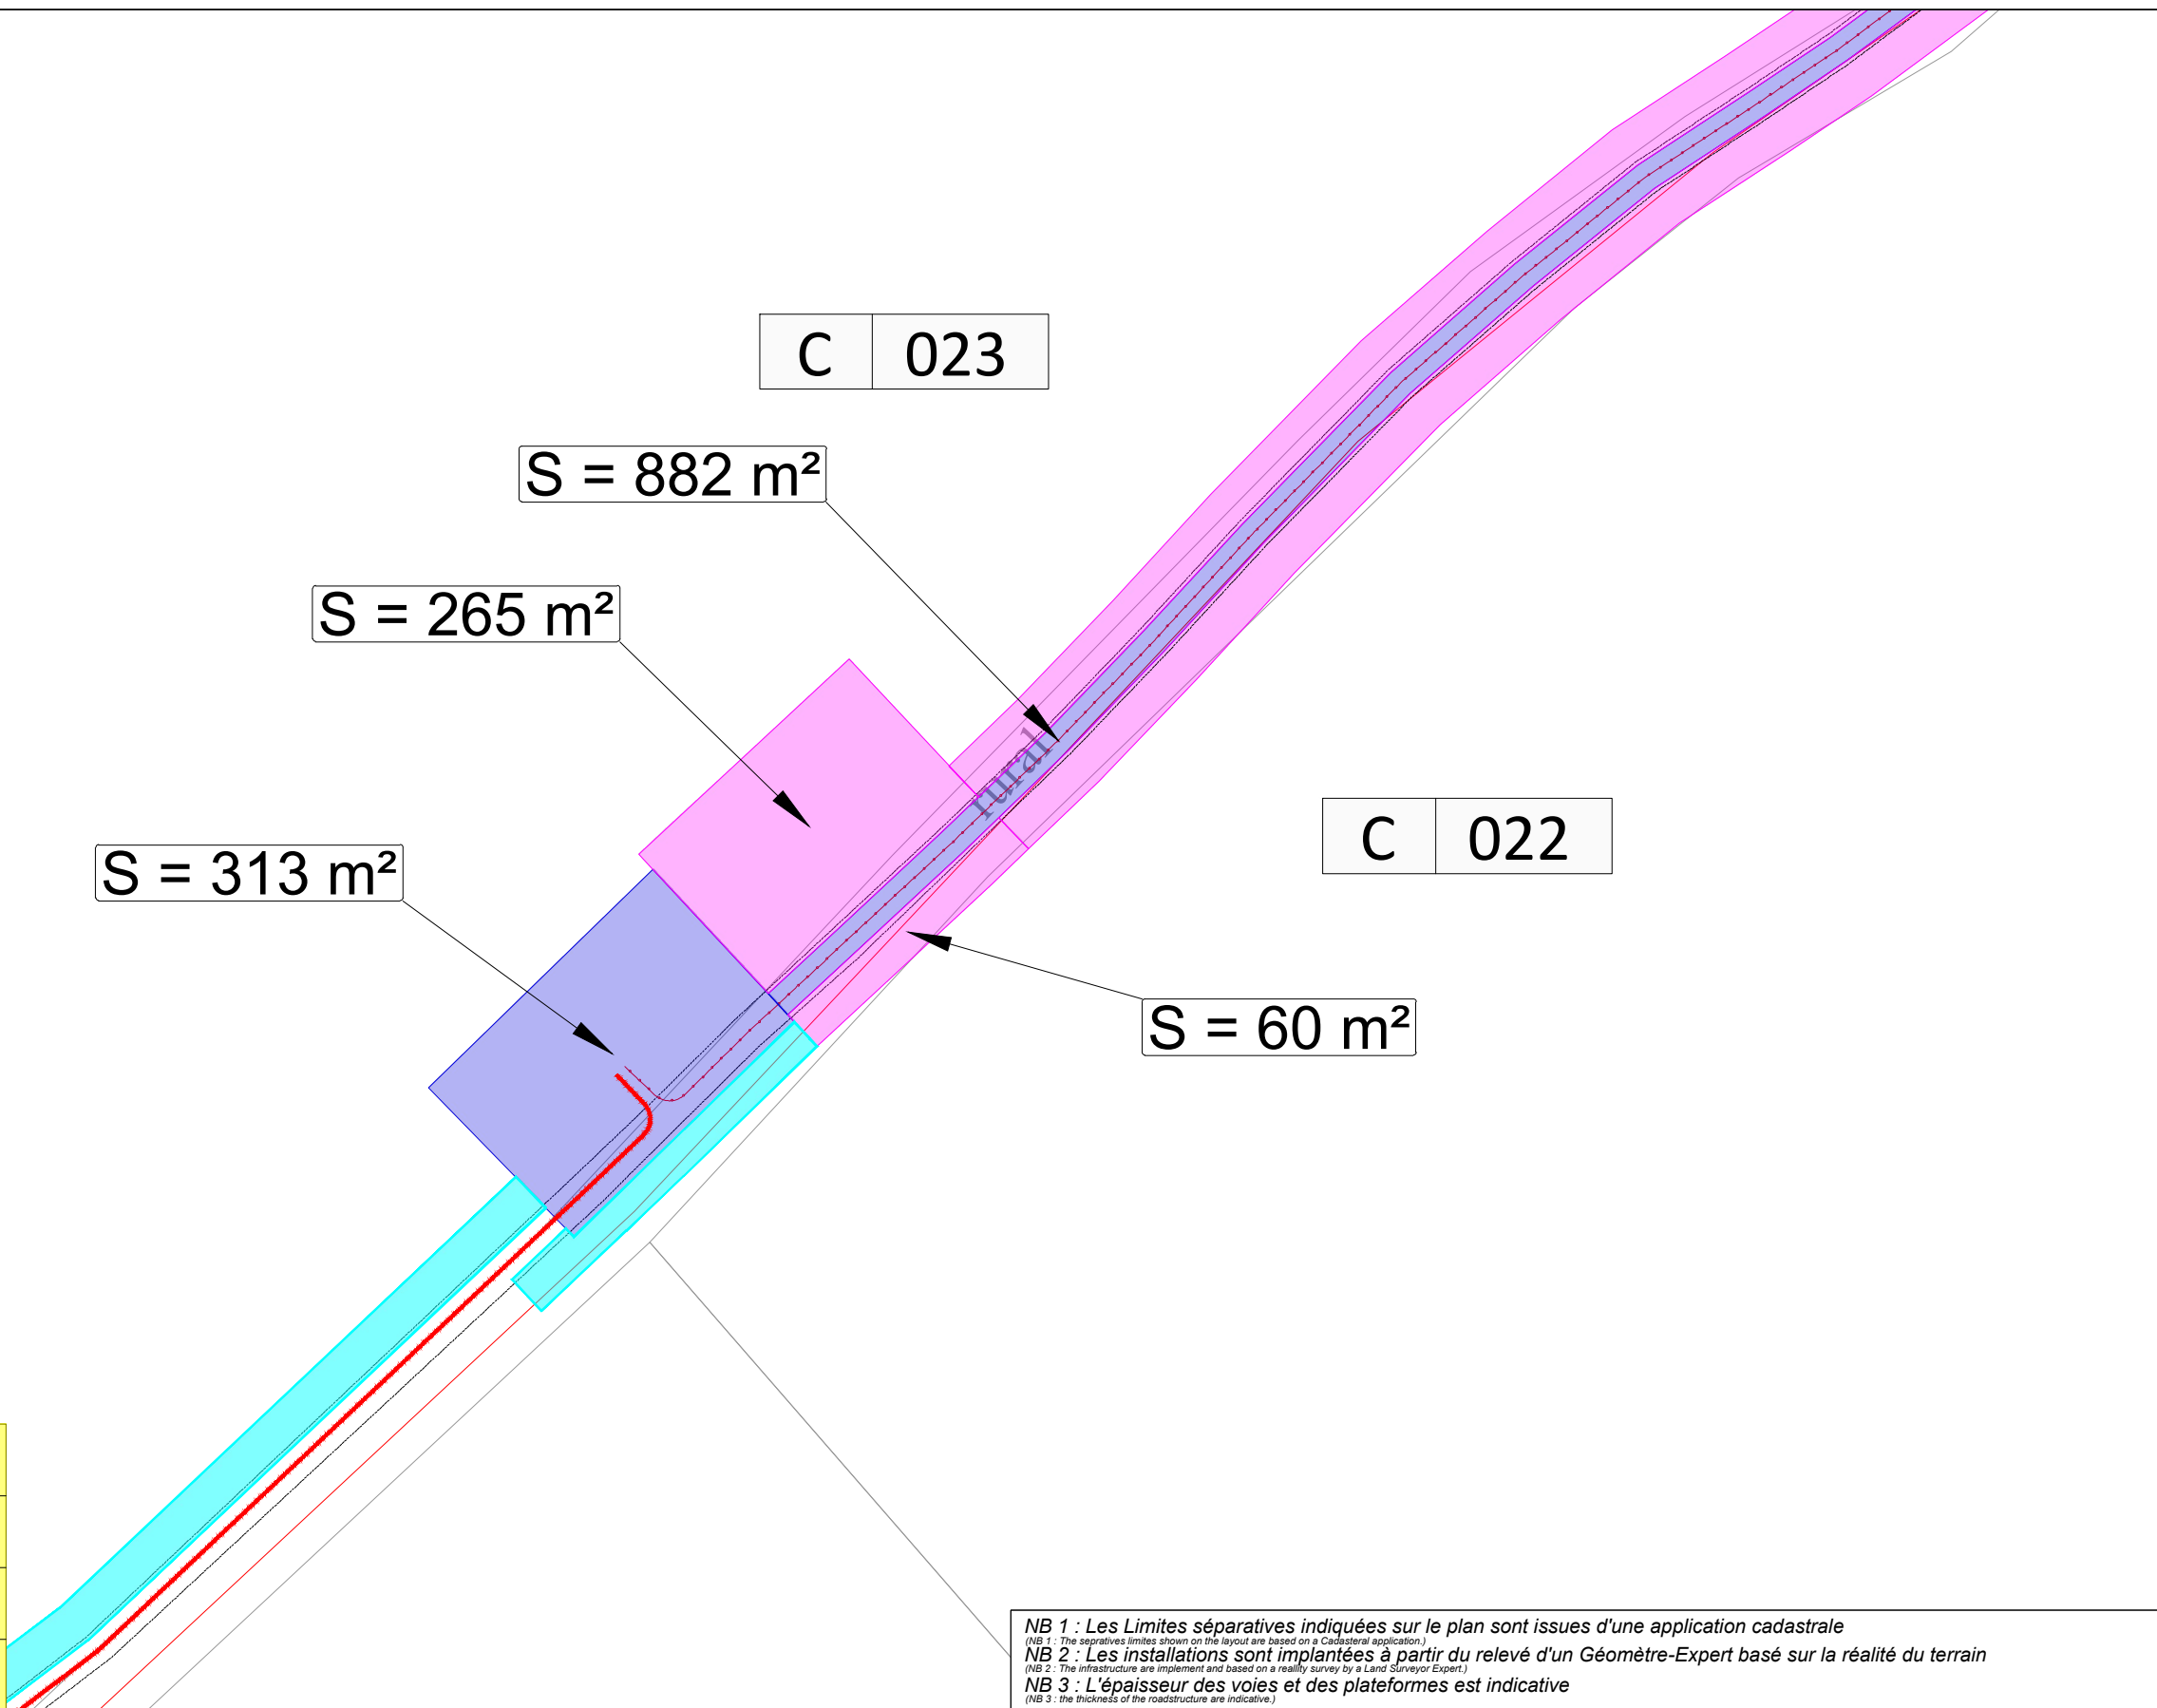 C 023
S = 882 m²
S = 265 m²
rural
C 022
S = 313 m²
S = 60 m²
NB 1 : Les Limites séparatives indiquées sur le plan sont issues d'une application cadastrale
(NB 1 : The sepratives limites shown on the layout are based on a Cadasteral application.)
NB 2 : Les installations sont implantées à partir du relevé d'un Géomètre-Expert basé sur la réalité du terrain
(NB 2 : The infrastructure are implement and based on a reallity survey by a Land Surveyor Expert.)
NB 3 : L'épaisseur des voies et des plateformes est indicative
(NB 3 : the thickness of the roadstructure are indicative.)